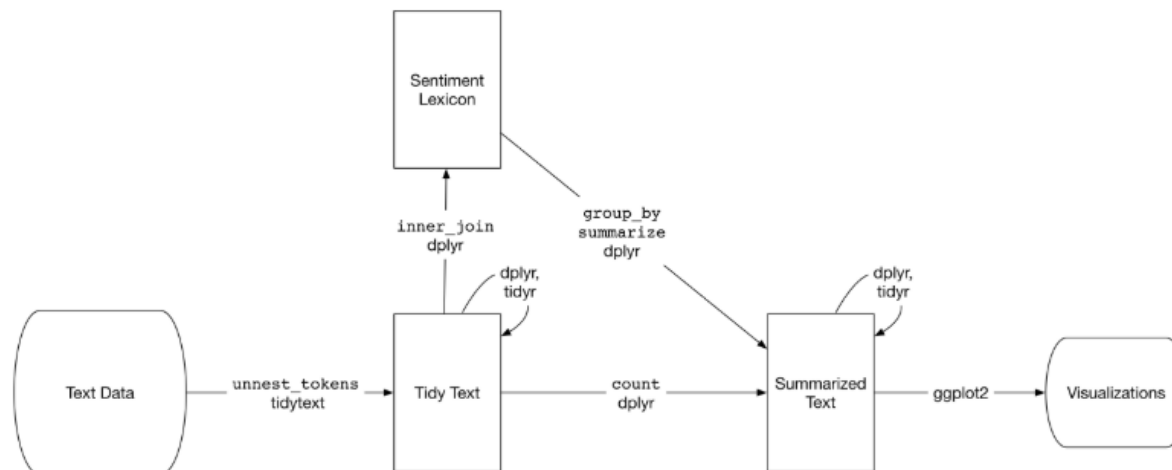 Sentiment
Lexicon
inner_join
dplyr
group_by
summarize
dplyr
dplyr,
tidyr
dplyr,
tidyr
Text Data
unnest_tokens
tidytext
Tidy Text
count
dplyr
Summarized
Text
ggplot2
Visualizations